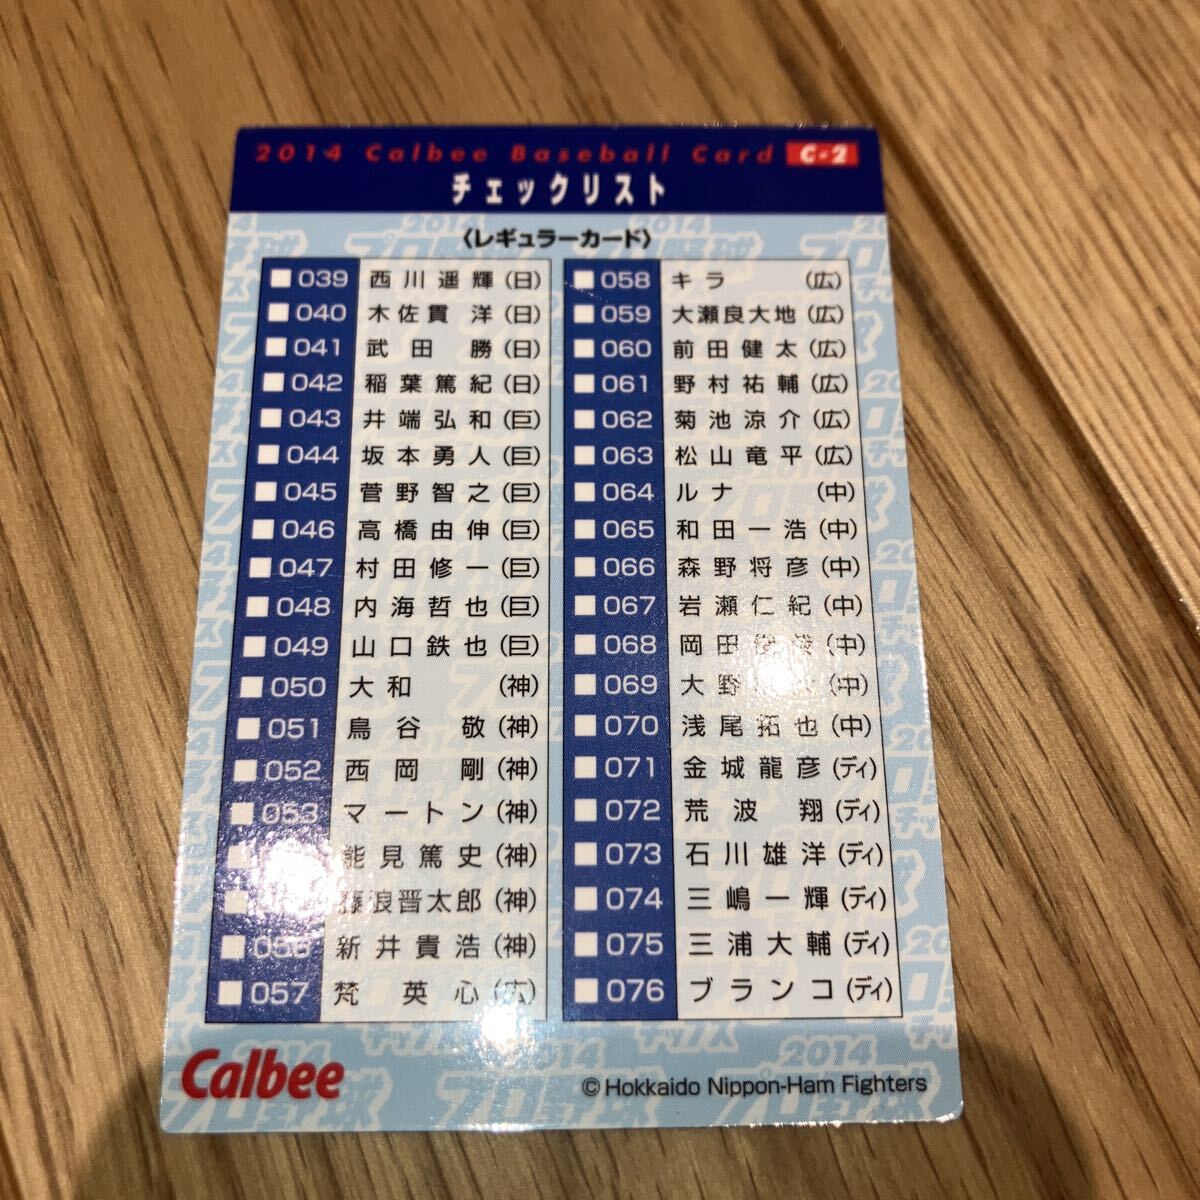 2014 Calbee Baseball Card C-2
チェックリスト
〈レギュラーカード〉
039 西川遥輝(日)
040 木佐貫洋(日)
041 武田勝(日)
042 稲葉篤紀(日)
043 井端弘和(巨)
044 坂本勇人(巨)
045 菅野智之(巨)
046 高橋由伸(巨)
047 村田修一(巨)
048 内海哲也(巨)
049 山口鉄也(巨)
050 大和(神)
051 鳥谷敬(神)
052 西岡剛(神)
053 マートン(神)
能見篤史(神)
藤浪晋太郎(神)
056 新井貴浩(神)
057 梵英心(広)
058 キラ(広)
059 大瀬良大地(広)
060 前田健太(広)
061 野村祐輔(広)
062 菊池涼介(広)
063 松山竜平(広)
064 ルナ(中)
065 和田一浩(中)
066 森野将彦(中)
067 岩瀬仁紀(中)
068 岡田(中)
069 大野(中)
070 浅尾拓也(中)
071 金城龍彦(ディ)
072 荒波翔(ディ)
073 石川雄洋(ディ)
074 三嶋一輝(ディ)
075 三浦大輔(ディ)
076 ブランコ(ディ)
Calbee
©Hokkaido Nippon-Ham Fighters